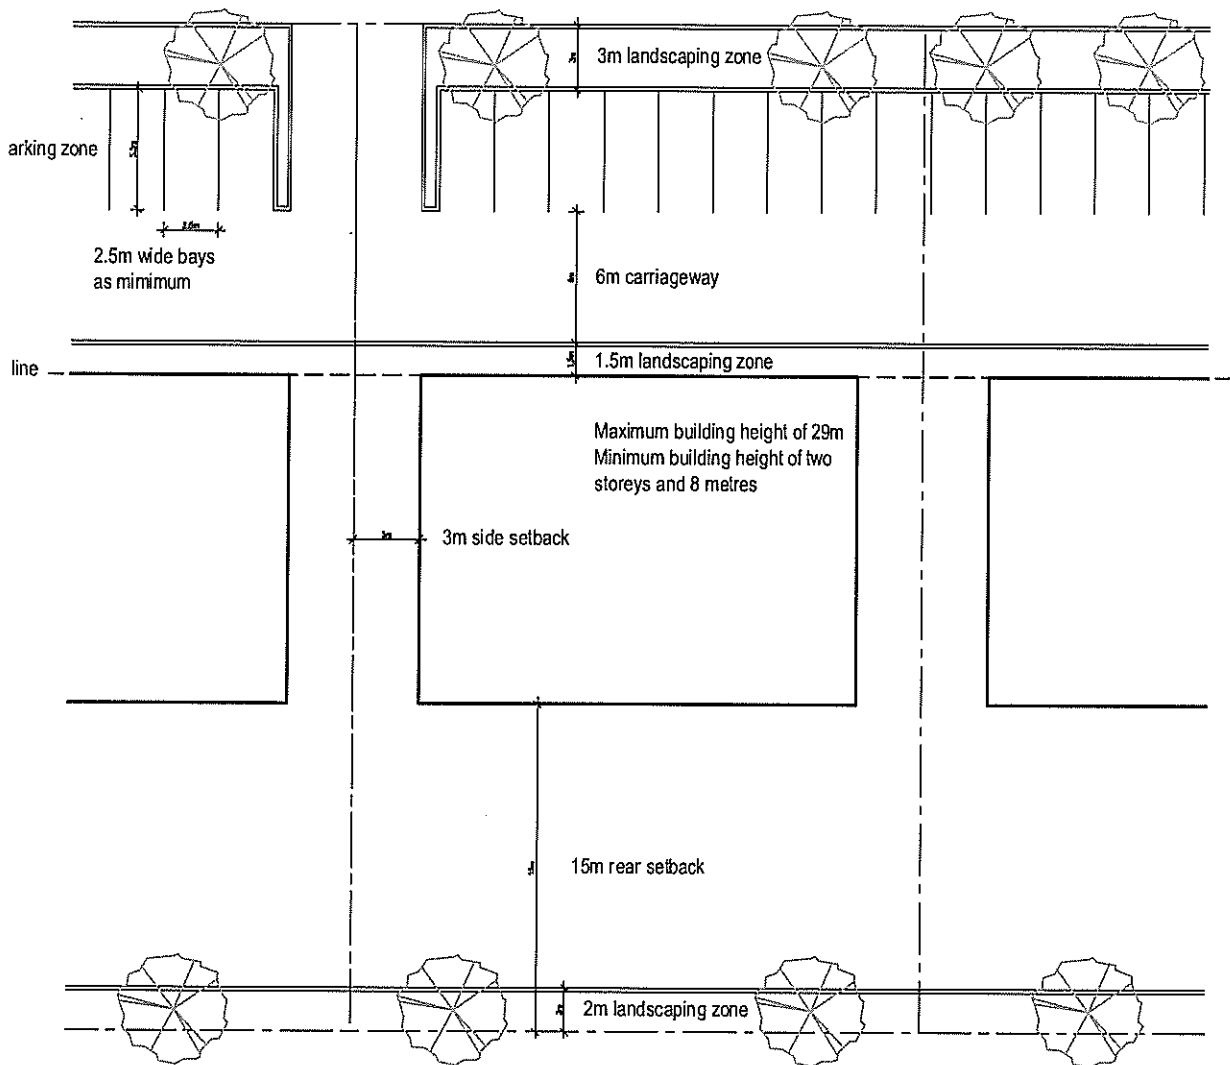 3m landscaping zone
arking zone
2.5m wide bays
as mimimum
6m carriageway
1.5m landscaping zone
line
Maximum building height of 29m
Minimum building height of two
storeys and 8 metres
3m side setback
15m rear setback
2m landscaping zone